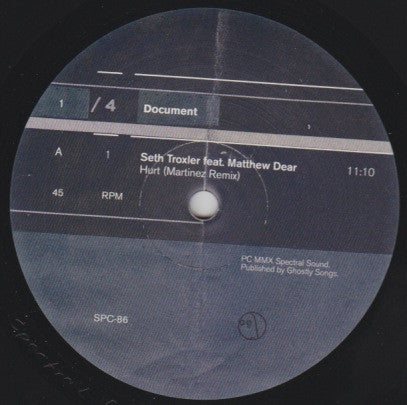 1 / 4 Document
A 1 Seth Troxler feat. Matthew Dear 11:10
Hurt (Martinez Remix)
45 RPM
PC MMX Spectral Sound.
Published by Ghostly Songs.
SPC-86